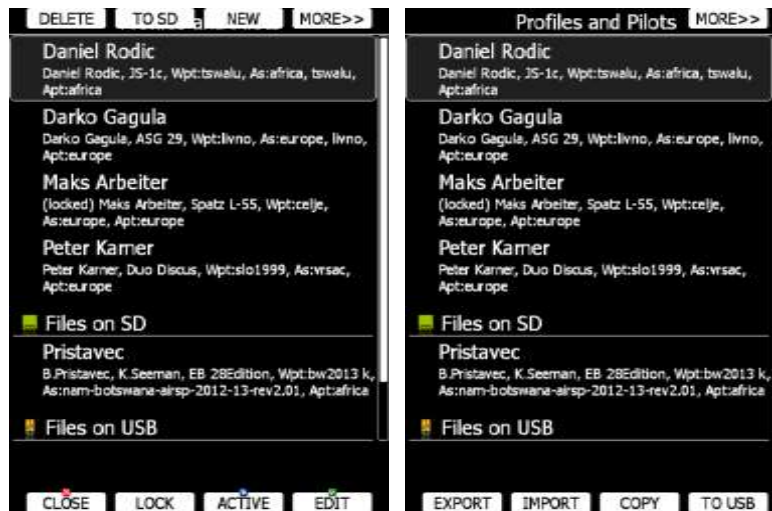 DELETE TO SD NEW MORE>>
Daniel Rodic
Daniel Rodic, JS-1c, Wpt:tswalu, As:africa, tswalu,
Apt:africa
Darko Gagula
Darko Gagula, ASG 29, Wpt:livno, As:europe, livno,
Apt:europe
Maks Arbeiter
(locked) Maks Arbeiter, Spatz L-55, Wpt:celje,
As:europe, Apt:europe
Peter Karner
Peter Karner, Duo Discus, Wpt:slo1999, As:vrsac,
Apt:europe
Files on SD
Pristavec
B.Pristavec, K.Seeman, EB 28Edition, Wpt:bw2013 k,
As:nam-botswana-airsp-2012-13-rev2.01, Apt:africa
Files on USB
CLOSE LOCK ACTIVE EDIT
Profiles and Pilots MORE>>
Daniel Rodic
Daniel Rodic, JS-1c, Wpt:tswalu, As:africa, tswalu,
Apt:africa
Darko Gagula
Darko Gagula, ASG 29, Wpt:livno, As:europe, livno,
Apt:europe
Maks Arbeiter
(locked) Maks Arbeiter, Spatz L-55, Wpt:celje,
As:europe, Apt:europe
Peter Karner
Peter Karner, Duo Discus, Wpt:slo1999, As:vrsac,
Apt:europe
Files on SD
Pristavec
B.Pristavec, K.Seeman, EB 28Edition, Wpt:bw2013 k,
As:nam-botswana-airsp-2012-13-rev2.01, Apt:africa
Files on USB
EXPORT IMPORT COPY TO USB